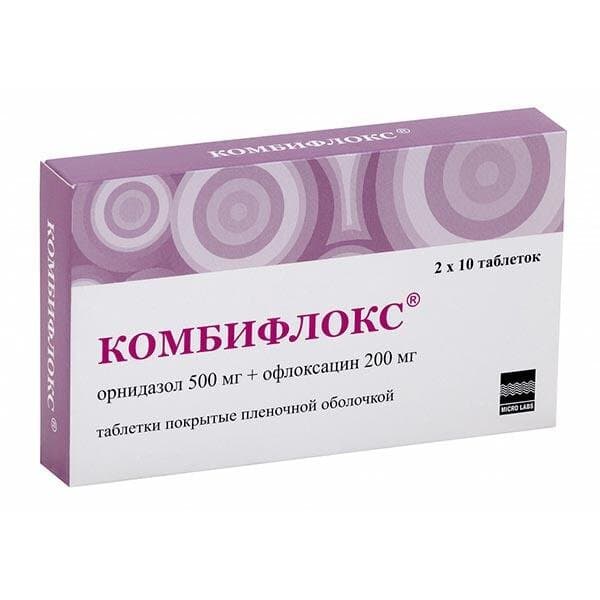 КОМБИФЛОКС®
КОМБИФЛОКС®
2 x 10 таблеток
КОМБИФЛОКС®
орнидазол 500 мг + офлоксацин 200 мг
таблетки покрытые пленочной оболочкой
MICRO LABS